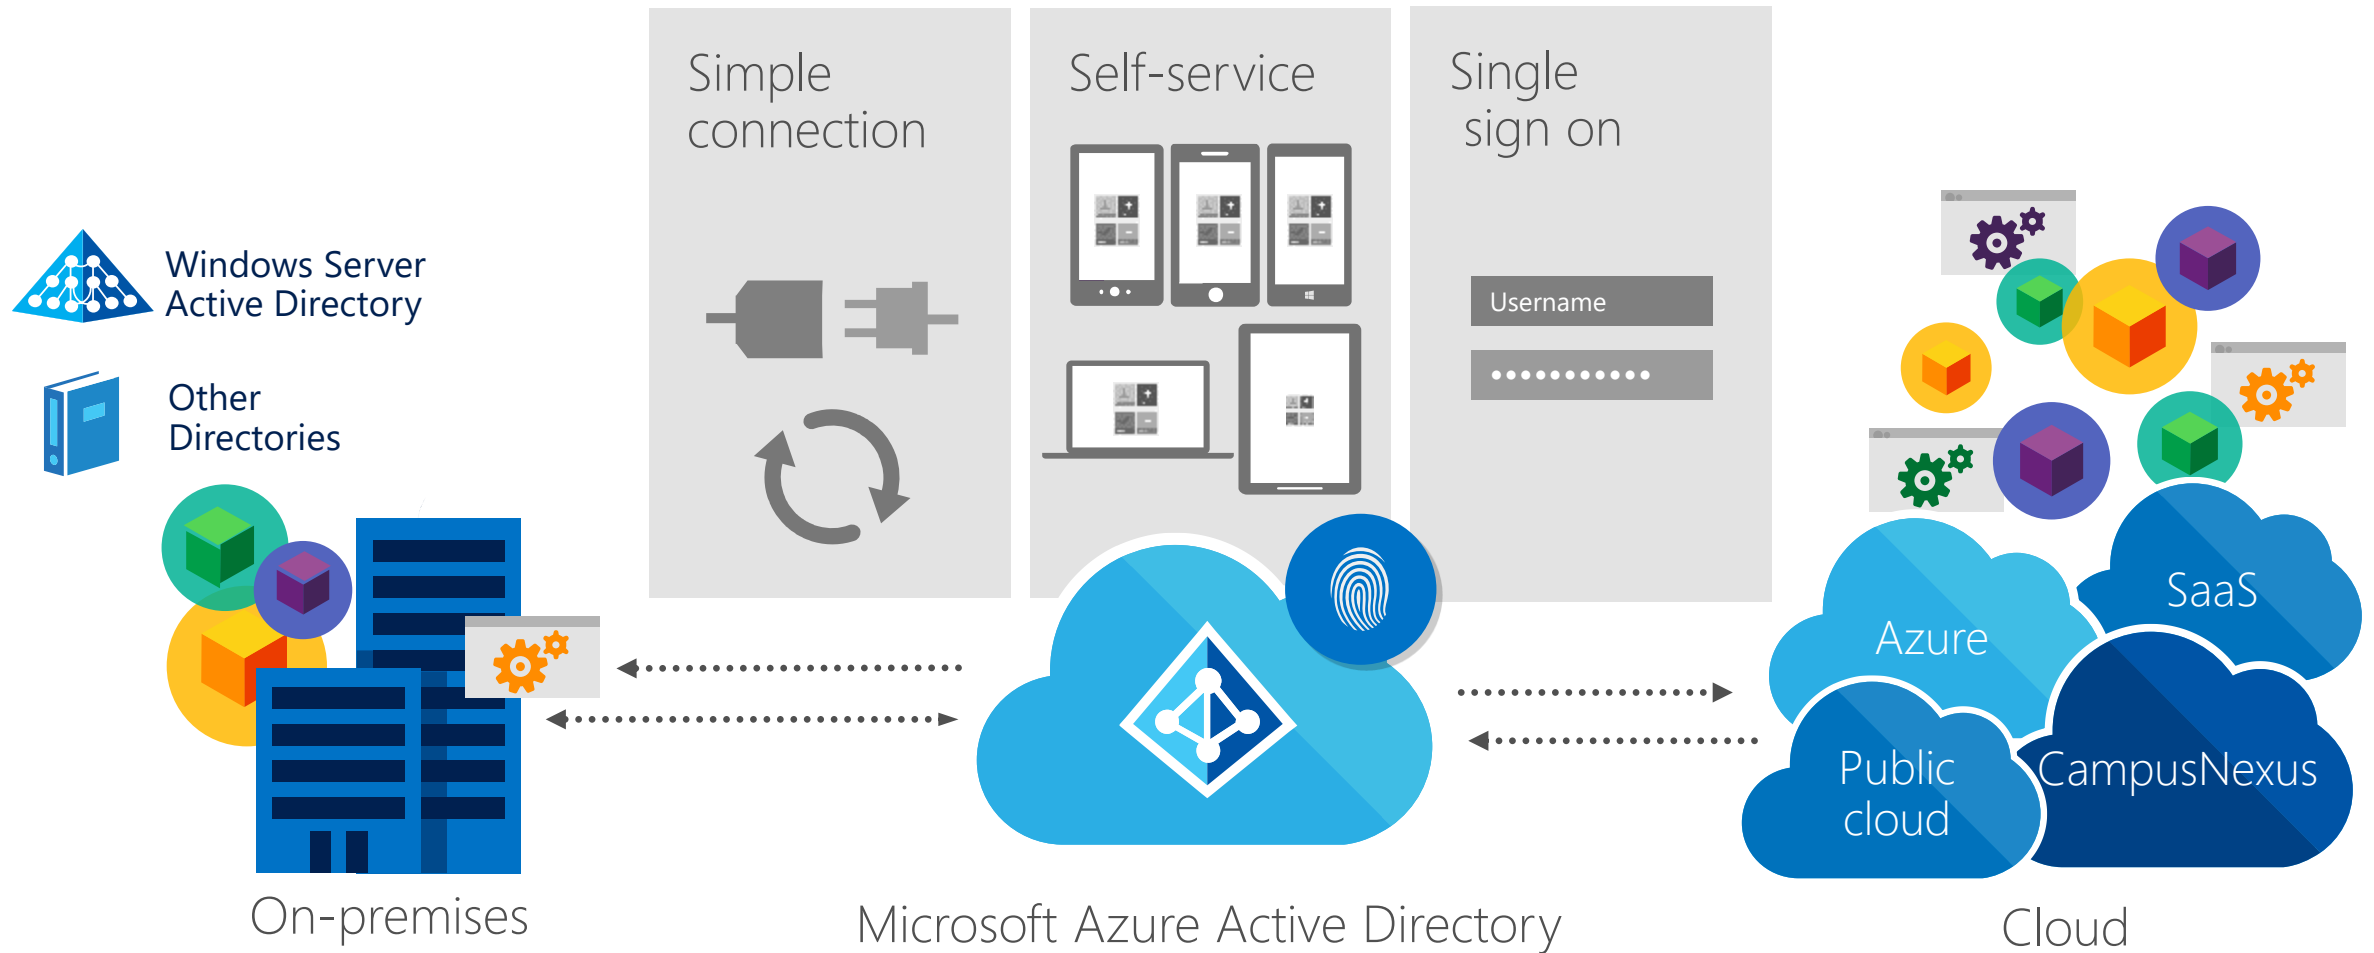 Simple
connection
Self-service
Single
sign on
Windows Server
Active Directory
Other
Directories
Username
SaaS
Azure
Public
cloud
CampusNexus
On-premises
Microsoft Azure Active Directory
Cloud